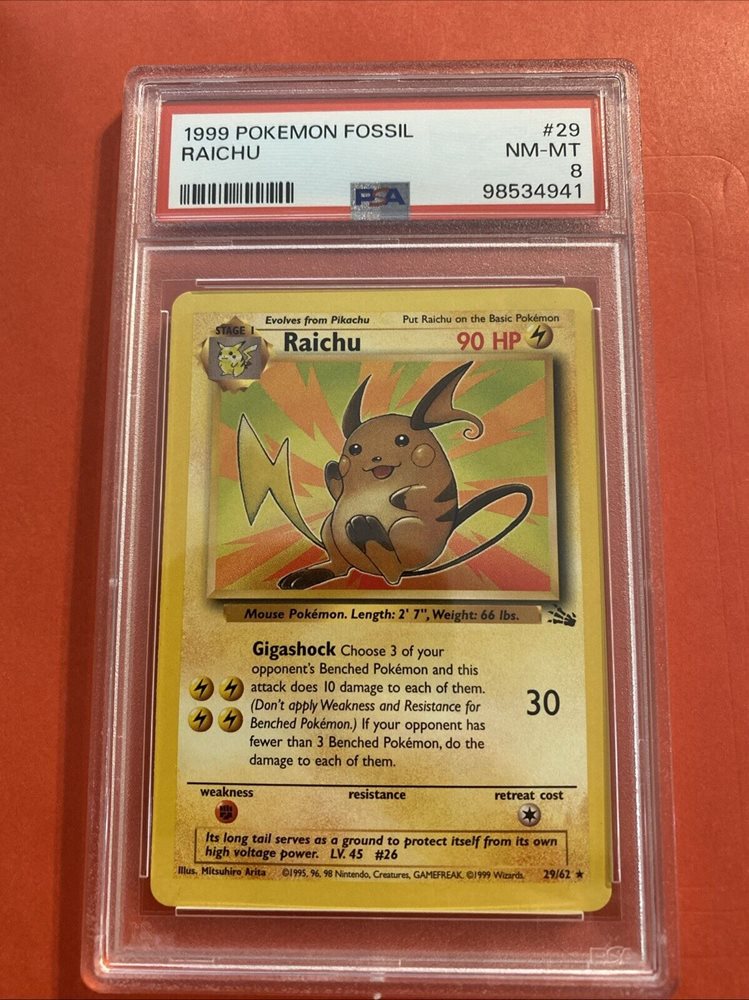 1999 POKEMON FOSSIL #29
RAICHU NM-MT
8
PSA 98534941
Evolves from Pikachu Put Raichu on the Basic Pokémon
STAGE 1
Raichu 90 HP
Mouse Pokémon. Length: 2' 7", Weight: 66 lbs.
Gigashock Choose 3 of your
opponent's Benched Pokémon and this
attack does 10 damage to each of them.
(Don't apply Weakness and Resistance for
Benched Pokémon.) If your opponent has
fewer than 3 Benched Pokémon, do the
damage to each of them.
30
weakness resistance retreat cost
Its long tail serves as a ground to protect itself from its own
high voltage power. LV. 45 #26
Illus. Mitsuhiro Arita ©1995, 96, 98 Nintendo, Creatures, GAMEFREAK. ©1999 Wizards. 29/62 ★
PSA